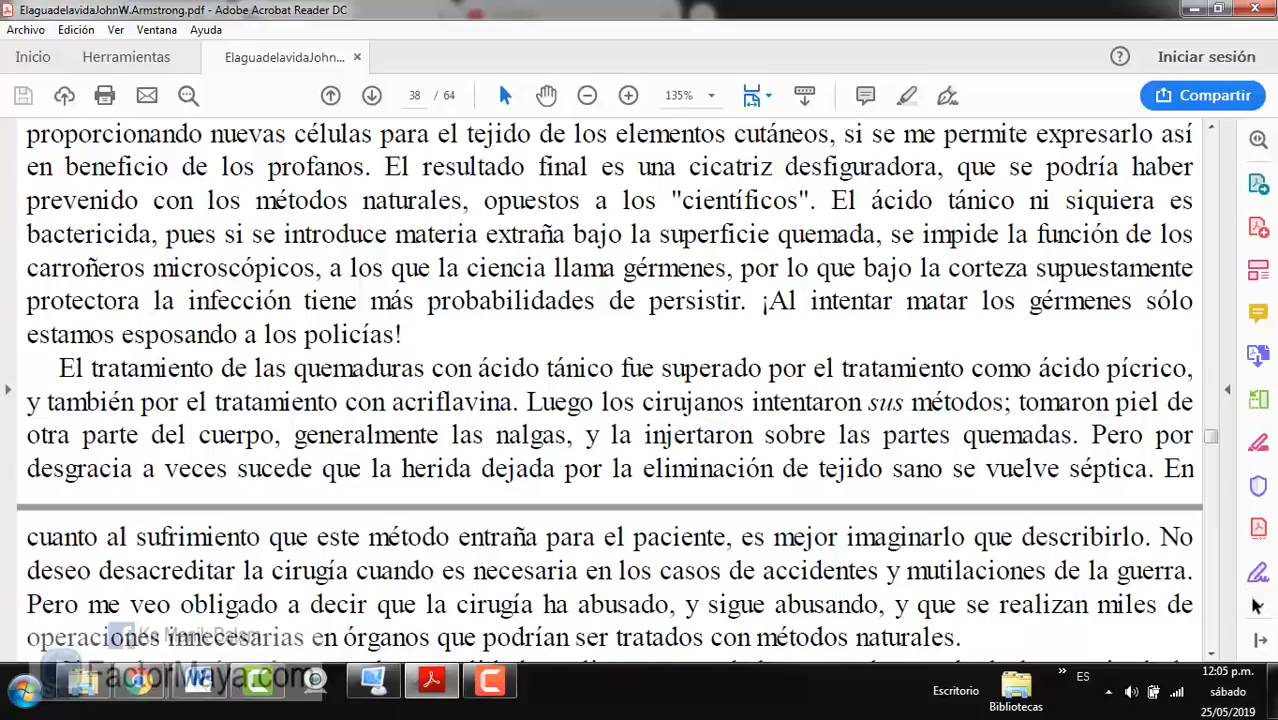 ElaguadelavidaJohnW.Armstrong.pdf - Adobe Acrobat Reader DC
Archivo Edición Ver Ventana Ayuda
Inicio Herramientas ElaguadelavidaJohn... × Iniciar sesión
38 / 64 135% Compartir
proporcionando nuevas células para el tejido de los elementos cutáneos, si se me permite expresarlo así
en beneficio de los profanos. El resultado final es una cicatriz desfiguradora, que se podría haber
prevenido con los métodos naturales, opuestos a los "científicos". El ácido tánico ni siquiera es
bactericida, pues si se introduce materia extraña bajo la superficie quemada, se impide la función de los
carroñeros microscópicos, a los que la ciencia llama gérmenes, por lo que bajo la corteza supuestamente
protectora la infección tiene más probabilidades de persistir. ¡Al intentar matar los gérmenes sólo
estamos esposando a los policías!
El tratamiento de las quemaduras con ácido tánico fue superado por el tratamiento como ácido pícrico,
y también por el tratamiento con acriflavina. Luego los cirujanos intentaron sus métodos; tomaron piel de
otra parte del cuerpo, generalmente las nalgas, y la injertaron sobre las partes quemadas. Pero por
desgracia a veces sucede que la herida dejada por la eliminación de tejido sano se vuelve séptica. En
cuanto al sufrimiento que este método entraña para el paciente, es mejor imaginarlo que describirlo. No
deseo desacreditar la cirugía cuando es necesaria en los casos de accidentes y mutilaciones de la guerra.
Pero me veo obligado a decir que la cirugía ha abusado, y sigue abusando, y que se realizan miles de
operaciones innecesarias en órganos que podrían ser tratados con métodos naturales.
FactorMaya.com
Escritorio
Bibliotecas
ES
12:05 p.m.
sábado
25/05/2019